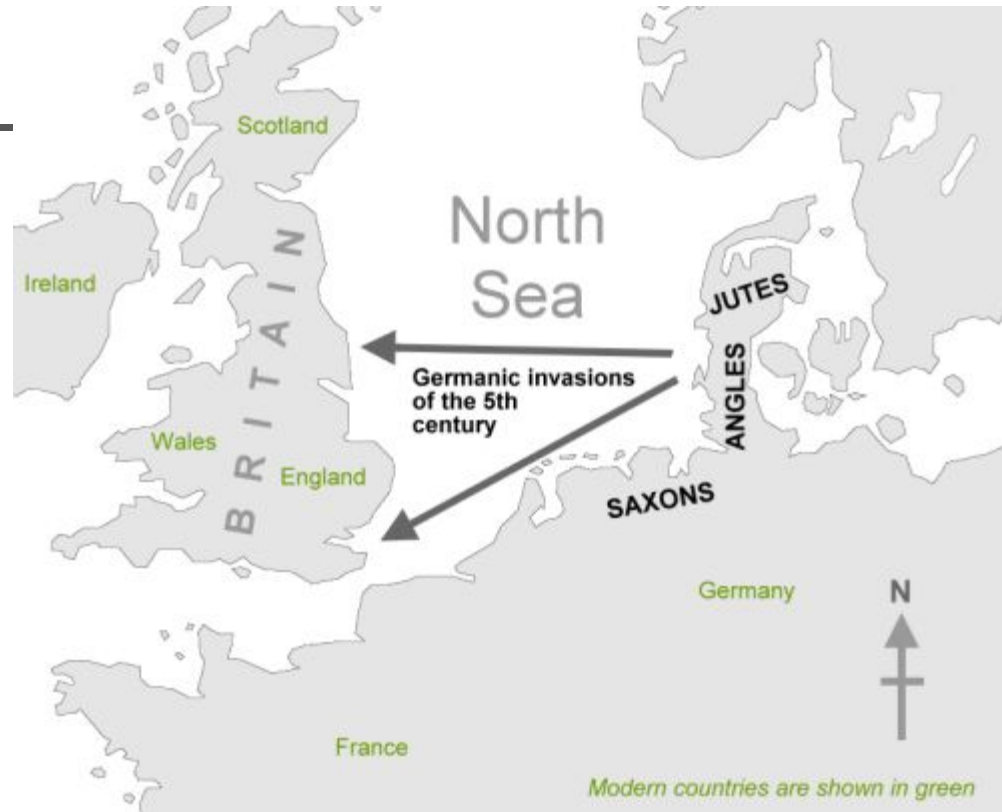 Scotland
North
Sea
Ireland
BRITAIN
JUTES
ANGLES
Germanic invasions
of the 5th
century
Wales
England
SAXONS
Germany
N
France
Modern countries are shown in green